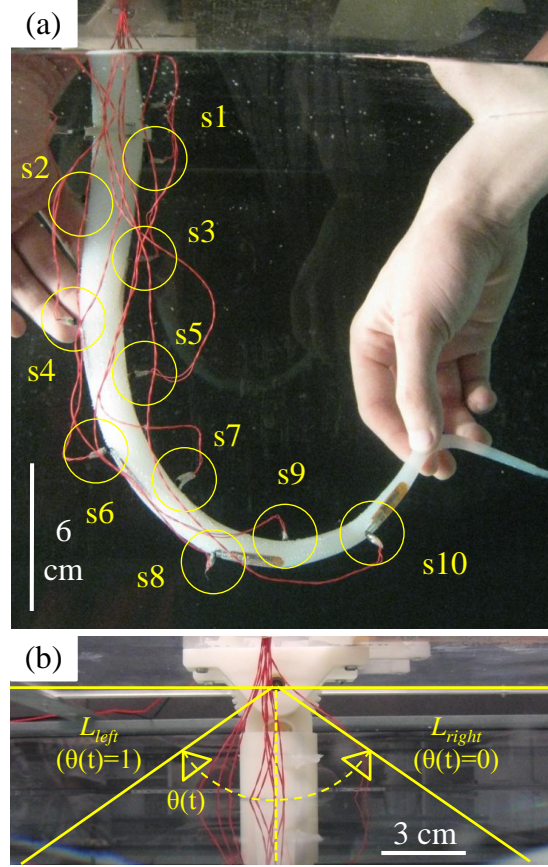 (a)
s1
s2
s3
s5
s4
s7
s6
s9
6
cm
s8
s10
(b)
L_left
(θ(t)=1)
L_right
(θ(t)=0)
θ(t)
3 cm